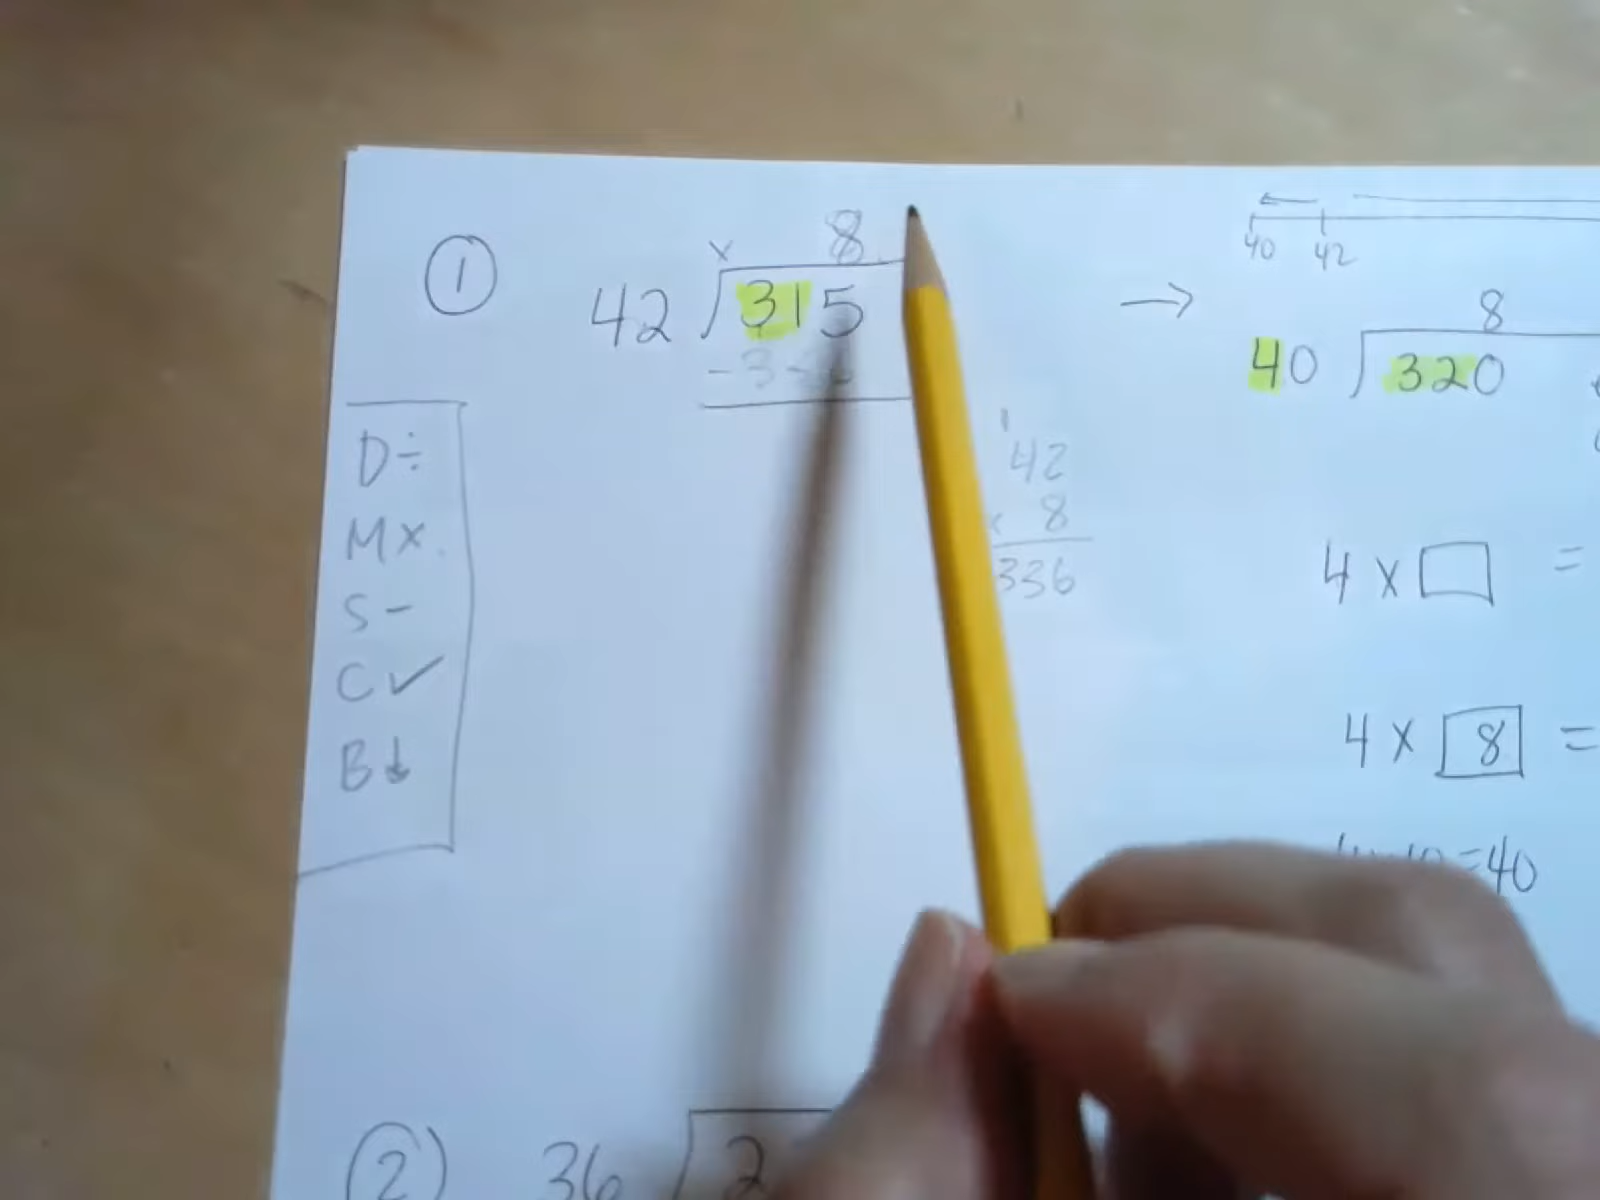 ①
x 8
42 ⟌315
D ÷
M x
S -
C ✓
B ↓
1
42
8
336
② 36 ⟌2
40 42
→
8
40 ⟌320
4 x □ =
4 x 8 =
=40